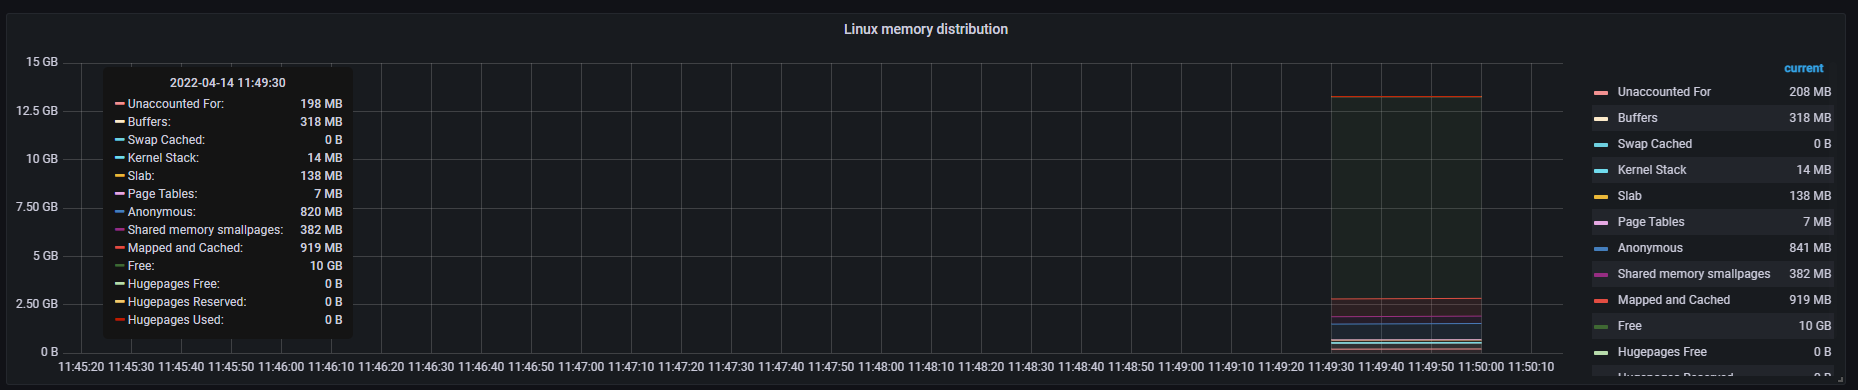 Linux memory distribution
15 GB
12.5 GB
10 GB
7.50 GB
5 GB
2.50 GB
0 B
2022-04-14 11:49:30
Unaccounted For: 198 MB
Buffers: 318 MB
Swap Cached: 0 B
Kernel Stack: 14 MB
Slab: 138 MB
Page Tables: 7 MB
Anonymous: 820 MB
Shared memory smallpages: 382 MB
Mapped and Cached: 919 MB
Free: 10 GB
Hugepages Free: 0 B
Hugepages Reserved: 0 B
Hugepages Used: 0 B
11:45:20 11:45:30 11:45:40 11:45:50 11:46:00 11:46:10 11:46:20 11:46:30 11:46:40 11:46:50 11:47:00 11:47:10 11:47:20 11:47:30 11:47:40 11:47:50 11:48:00 11:48:10 11:48:20 11:48:30 11:48:40 11:48:50 11:49:00 11:49:10 11:49:20 11:49:30 11:49:40 11:49:50 11:50:00 11:50:10
current
Unaccounted For 208 MB
Buffers 318 MB
Swap Cached 0 B
Kernel Stack 14 MB
Slab 138 MB
Page Tables 7 MB
Anonymous 841 MB
Shared memory smallpages 382 MB
Mapped and Cached 919 MB
Free 10 GB
Hugepages Free 0 B